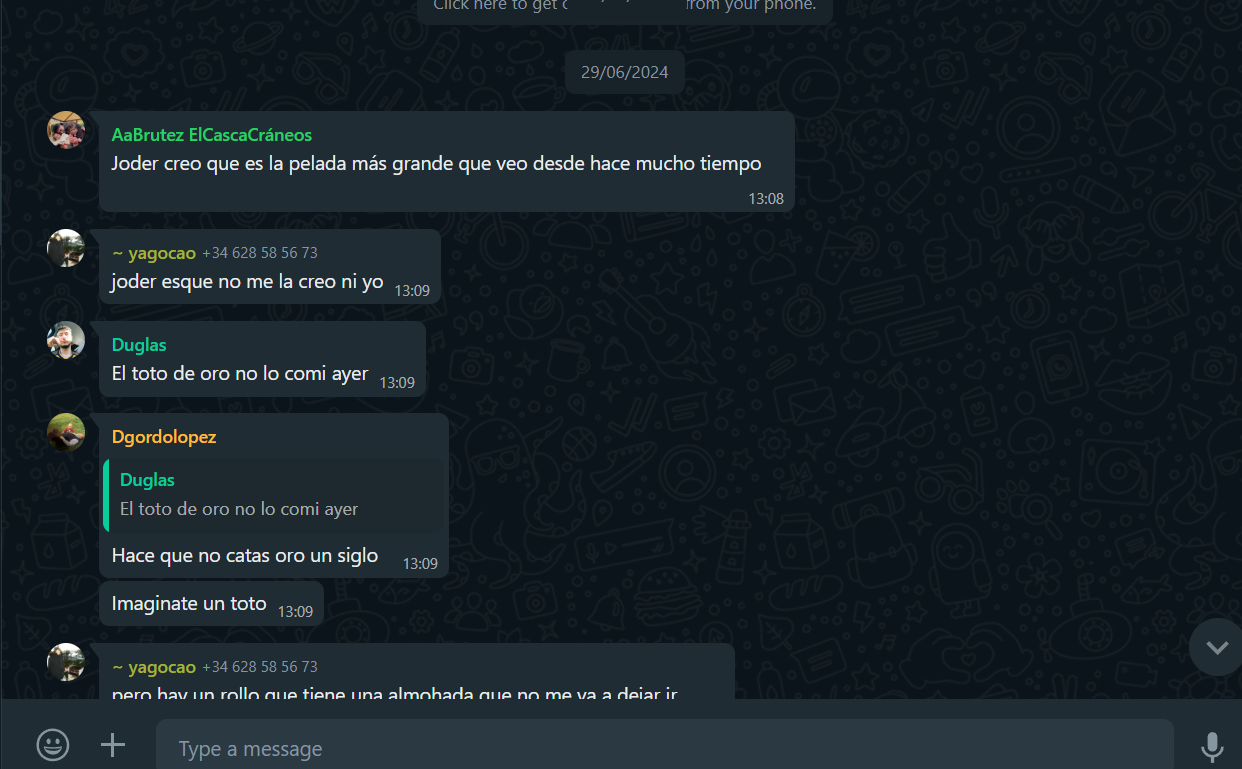 Click here to get
from your phone.
29/06/2024
AaBrutez ElCascaCráneos
Joder creo que es la pelada más grande que veo desde hace mucho tiempo
13:08
~ yagocao +34 628 58 56 73
joder esque no me la creo ni yo 13:09
Duglas
El toto de oro no lo comi ayer 13:09
Dgordolopez
Duglas
El toto de oro no lo comi ayer
Hace que no catas oro un siglo 13:09
Imaginate un toto 13:09
~ yagocao +34 628 58 56 73
pero hay un rollo que tiene una almohada que no me va a dejar ir
Type a message